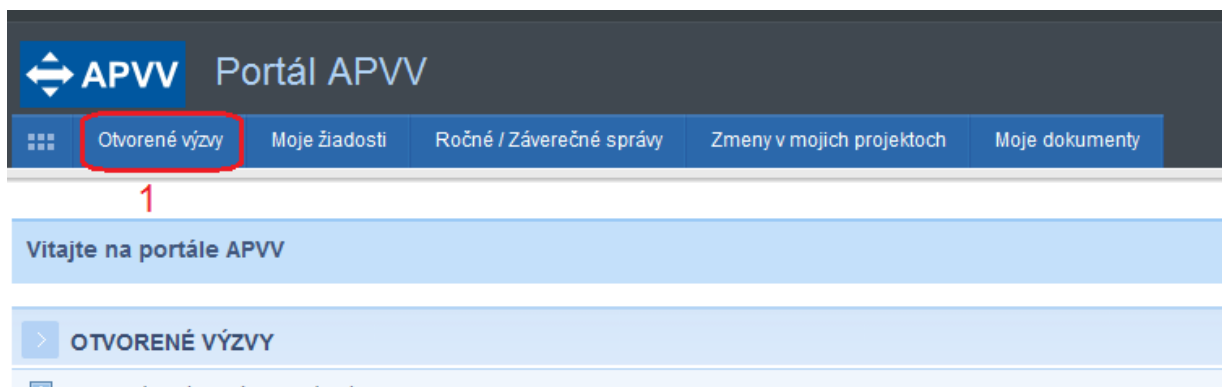 APVV Portál APVV
Otvorené výzvy Moje žiadosti Ročné / Záverečné správy Zmeny v mojich projektoch Moje dokumenty
1
Vitajte na portále APVV
OTVORENÉ VÝZVY